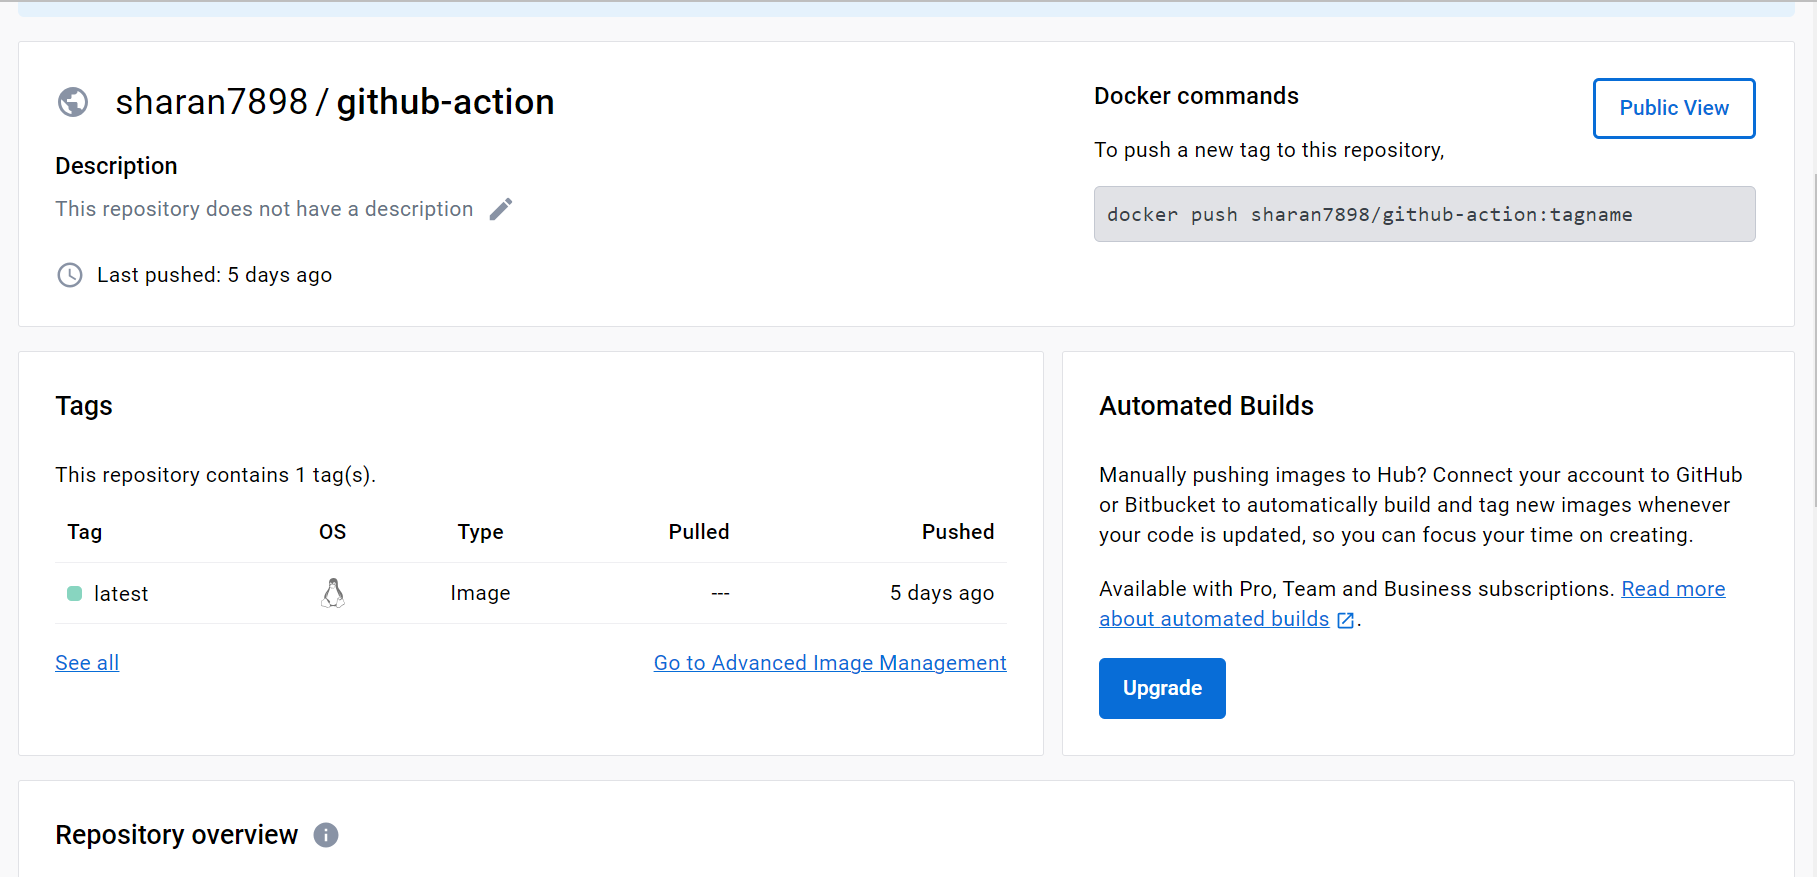 sharan7898 / github-action
Description
This repository does not have a description
Last pushed: 5 days ago
Docker commands
Public View
To push a new tag to this repository,
docker push sharan7898/github-action:tagname
Tags
This repository contains 1 tag(s).
Tag OS Type Pulled Pushed
latest Image --- 5 days ago
See all Go to Advanced Image Management
Automated Builds
Manually pushing images to Hub? Connect your account to GitHub
or Bitbucket to automatically build and tag new images whenever
your code is updated, so you can focus your time on creating.
Available with Pro, Team and Business subscriptions. Read more
about automated builds .
Upgrade
Repository overview